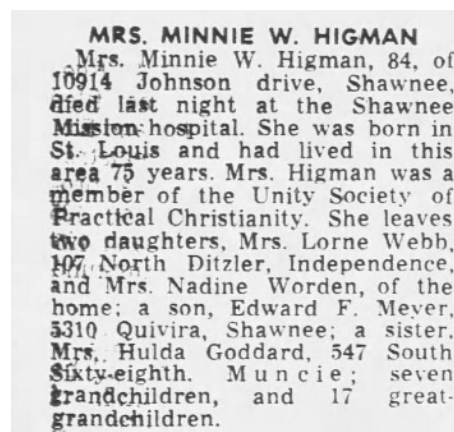 MRS. MINNIE W. HIGMAN
Mrs. Minnie W. Higman, 84, of
10914 Johnson drive, Shawnee,
died last night at the Shawnee
Mission hospital. She was born in
St. Louis and had lived in this
area 75 years. Mrs. Higman was a
member of the Unity Society of
Practical Christianity. She leaves
two daughters, Mrs. Lorne Webb,
107 North Ditzler, Independence,
and Mrs. Nadine Worden, of the
home; a son, Edward F. Meyer,
5310 Quivira, Shawnee; a sister,
Mrs. Hulda Goddard, 547 South
Sixty-eighth. Muncie; seven
grandchildren, and 17 great-
grandchildren.